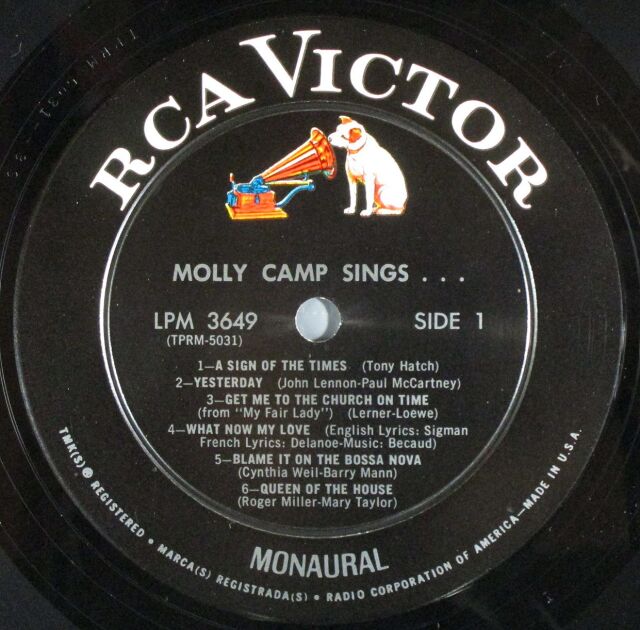 RCA VICTOR
MOLLY CAMP SINGS . . .
LPM 3649
(TPRM-5031)
SIDE 1
1—A SIGN OF THE TIMES (Tony Hatch)
2—YESTERDAY (John Lennon-Paul McCartney)
3—GET ME TO THE CHURCH ON TIME
(from "My Fair Lady") (Lerner-Loewe)
4—WHAT NOW MY LOVE (English Lyrics: Sigman
French Lyrics: Delanoe-Music: Becaud)
5—BLAME IT ON THE BOSSA NOVA
(Cynthia Weil-Barry Mann)
6—QUEEN OF THE HOUSE
(Roger Miller-Mary Taylor)
MONAURAL
TMK(S) ® REGISTERED • MARCA(S) REGISTRADA(S) • RADIO CORPORATION OF AMERICA—MADE IN U.S.A.